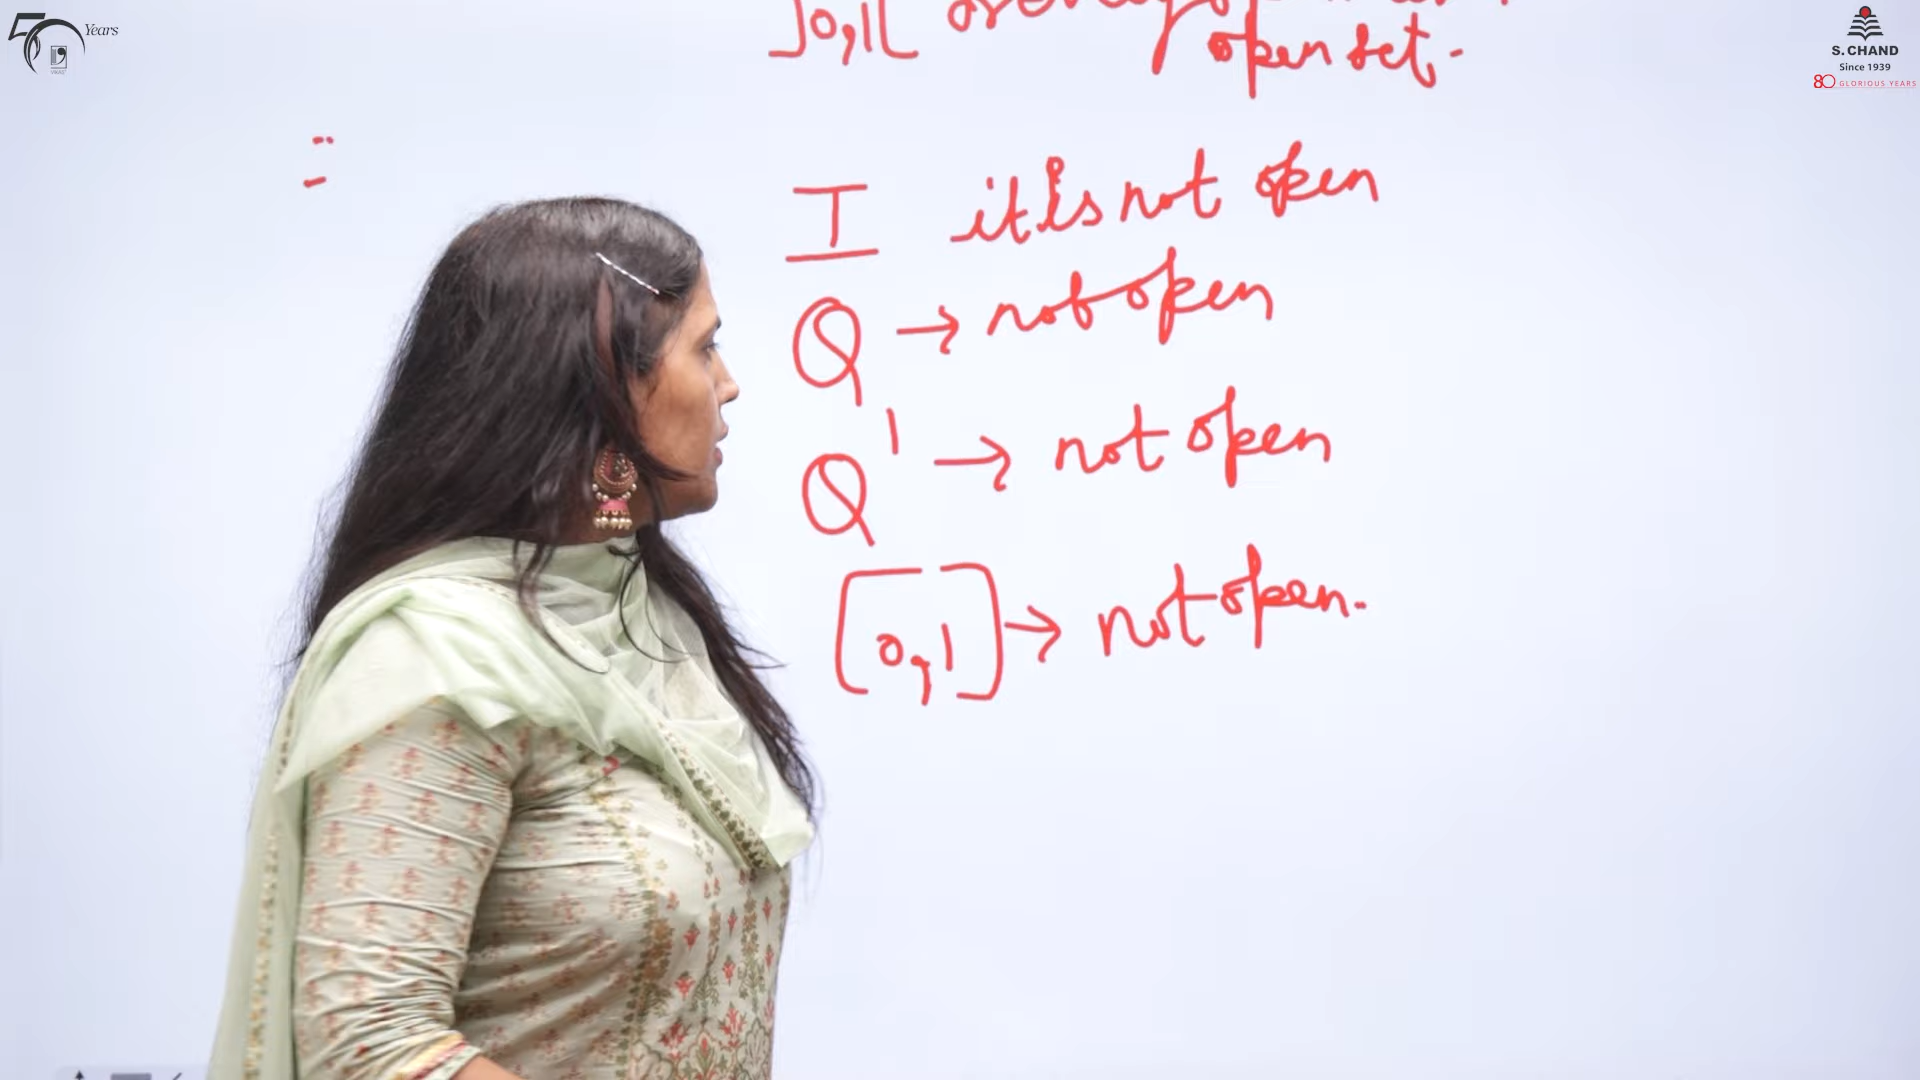 50 Years
VIKAS
S. CHAND
Since 1939
80 GLORIOUS YEARS
]0,1[
open set.
I it is not open
Q → not open
Q' → not open
[0,1] → not open.